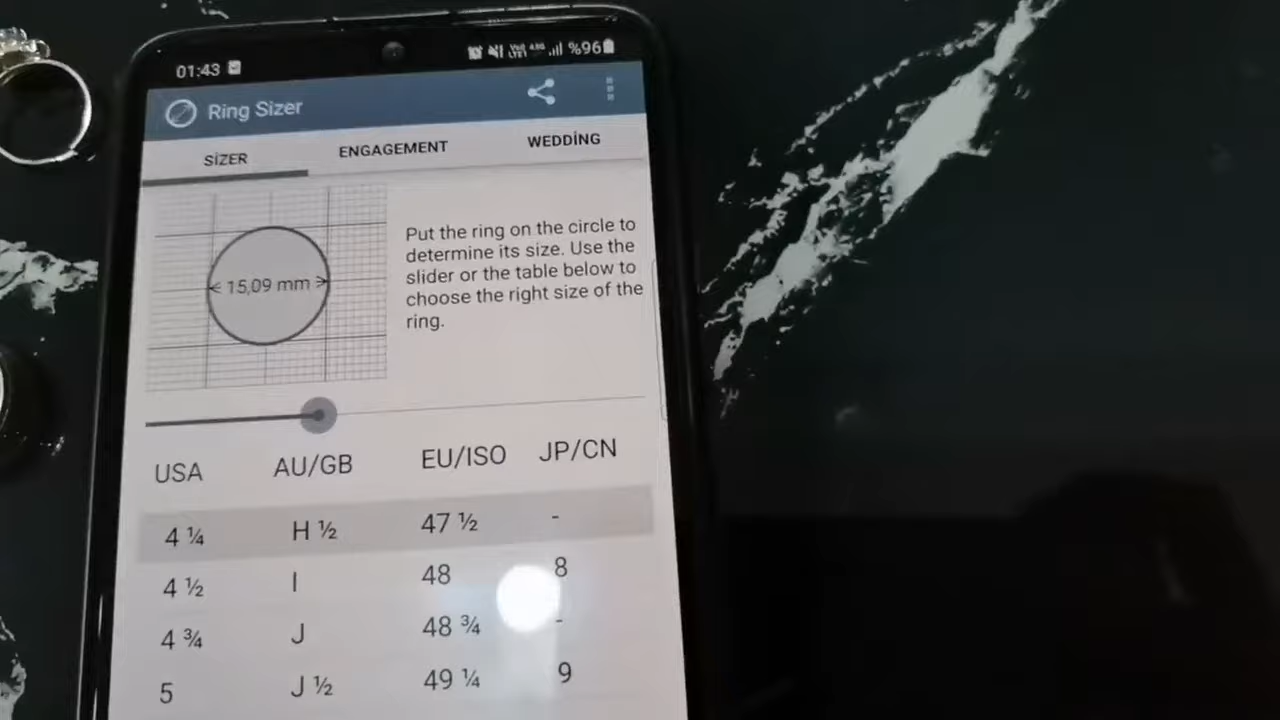 01:43 %96
Ring Sizer
SİZER ENGAGEMENT WEDDİNG
15,09 mm
Put the ring on the circle to
determine its size. Use the
slider or the table below to
choose the right size of the
ring.
USA AU/GB EU/ISO JP/CN
4 ¼ H ½ 47 ½ -
4 ½ I 48 8
4 ¾ J 48 ¾ -
5 J ½ 49 ¼ 9